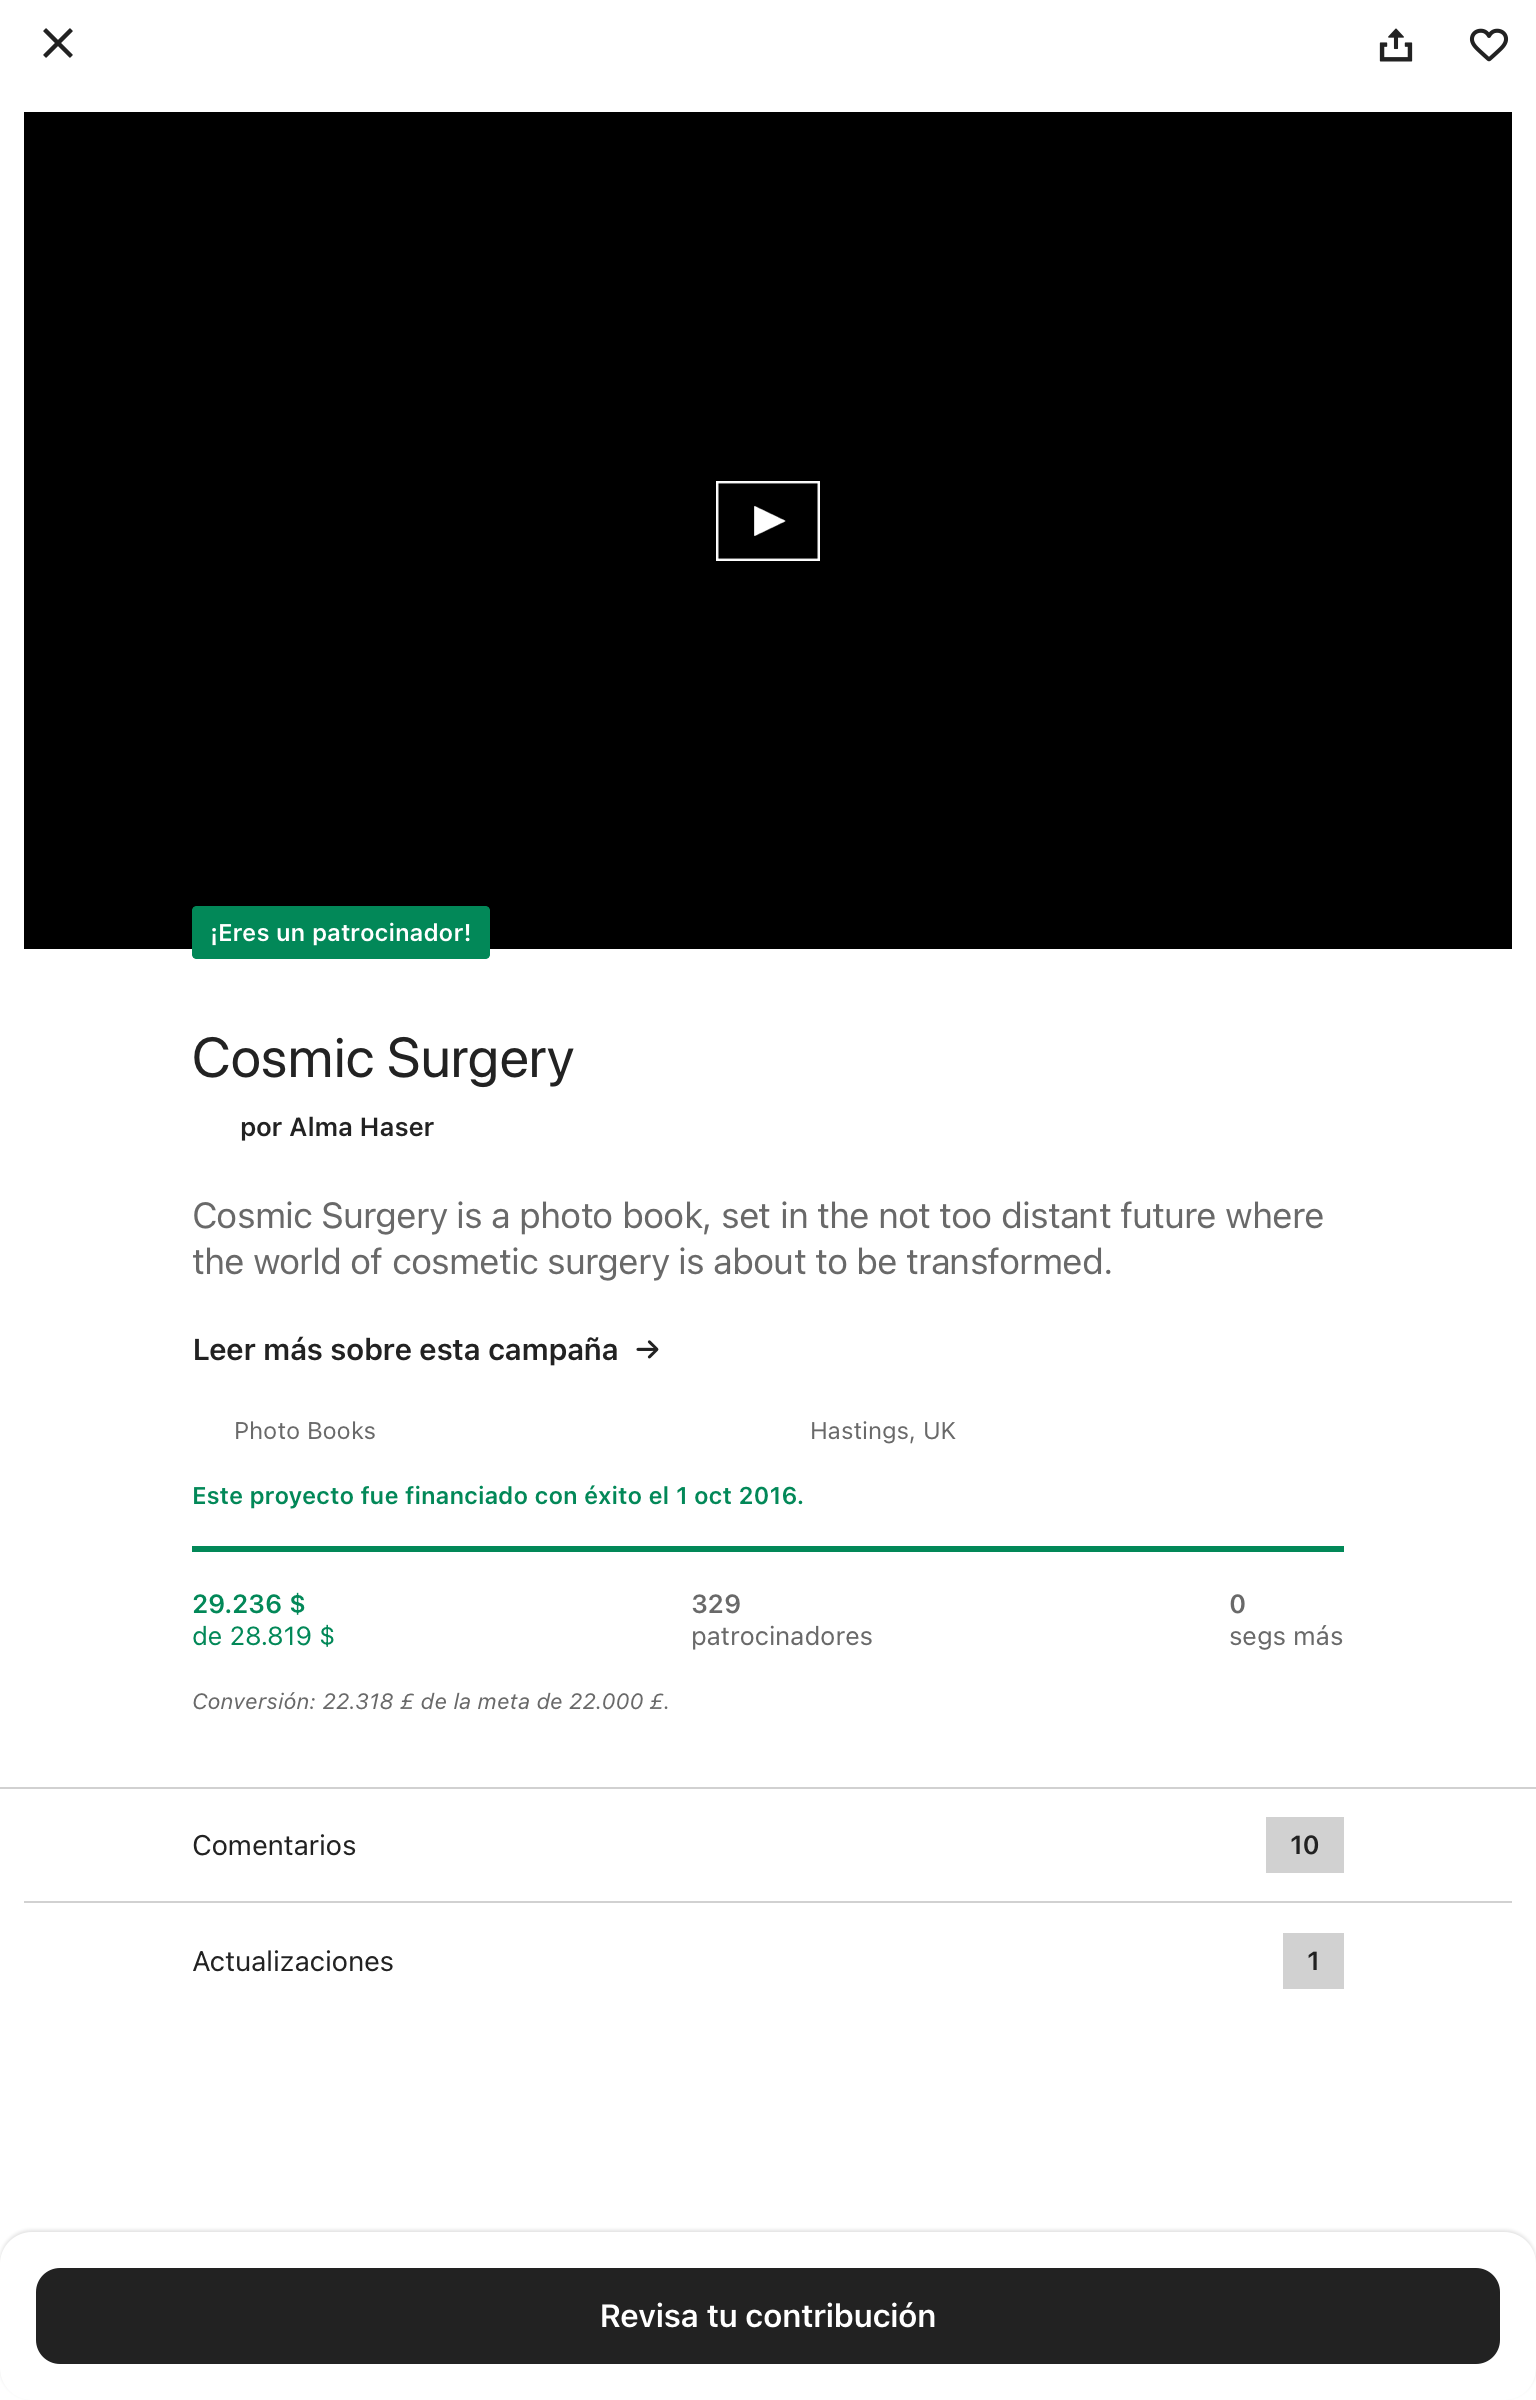 ¡Eres un patrocinador!
Cosmic Surgery
por Alma Haser
Cosmic Surgery is a photo book, set in the not too distant future where
the world of cosmetic surgery is about to be transformed.
Leer más sobre esta campaña →
Photo Books
Hastings, UK
Este proyecto fue financiado con éxito el 1 oct 2016.
29.236 $
de 28.819 $
329
patrocinadores
0
segs más
Conversión: 22.318 £ de la meta de 22.000 £.
Comentarios
10
Actualizaciones
1
Revisa tu contribución